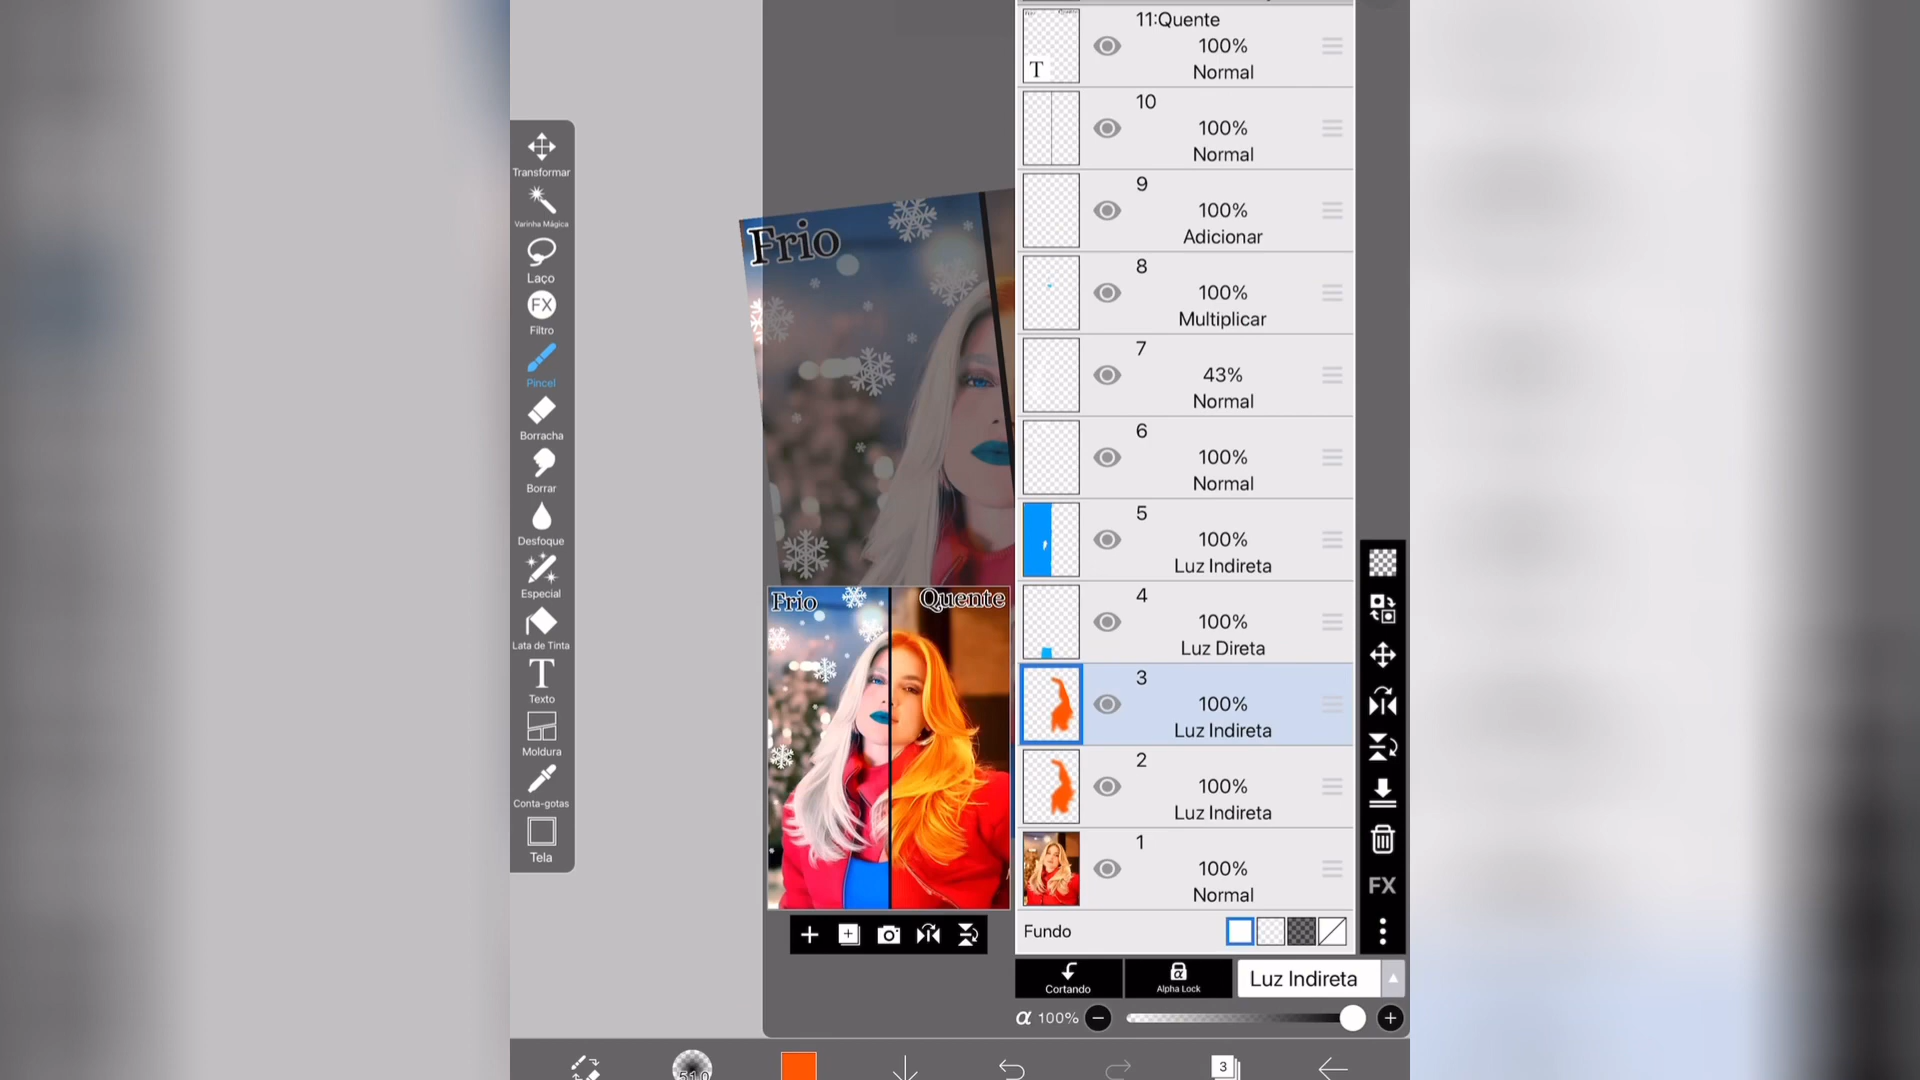 Transformar
Varinha Mágica
Laço
FX
Filtro
Pincel
Borracha
Borrar
Desfoque
Especial
Lata de Tinta
T
Texto
Moldura
Conta-gotas
Tela
Frio
Frio
Quente
11:Quente
100%
Normal
T
10
100%
Normal
9
100%
Adicionar
8
100%
Multiplicar
7
43%
Normal
6
100%
Normal
5
100%
Luz Indireta
4
100%
Luz Direta
3
100%
Luz Indireta
2
100%
Luz Indireta
1
100%
Normal
Fundo
FX
Cortando
α
Alpha Lock
Luz Indireta
α 100%
51.0
3